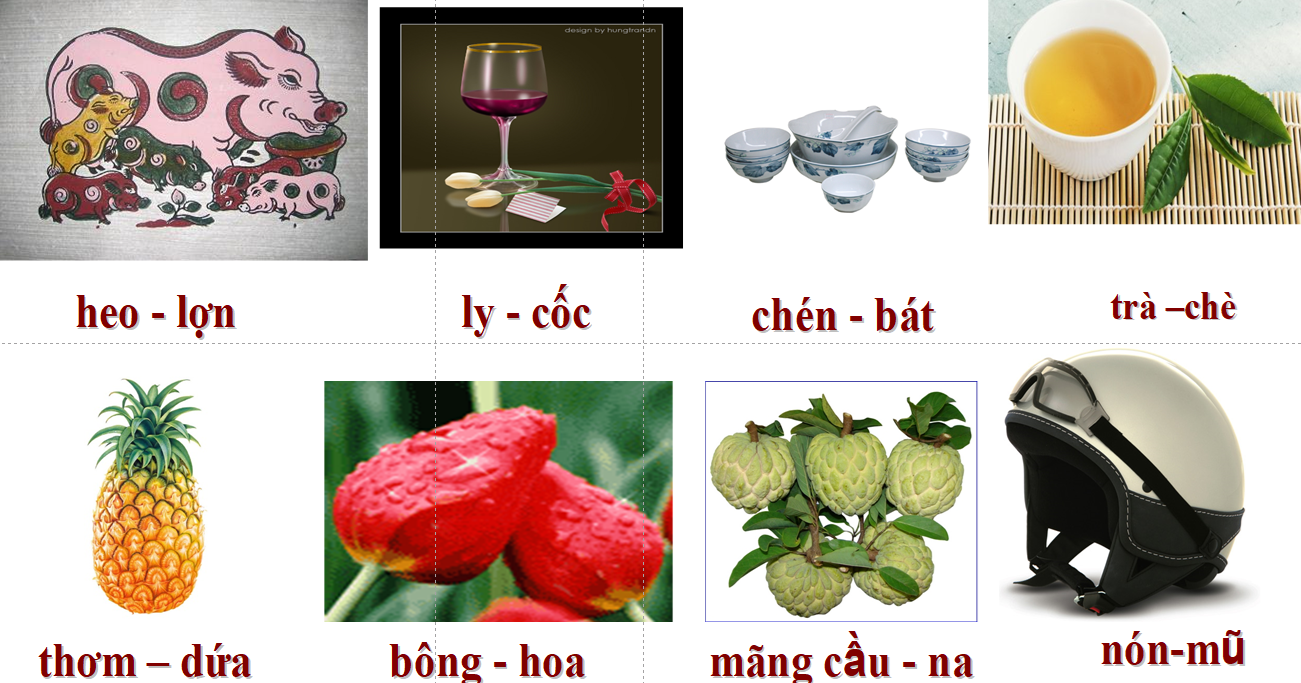 design by hungtrandn
heo - lợn
ly - cốc
chén - bát
trà –chè
thơm – dứa
bông - hoa
mãng cầu - na
nón-mũ